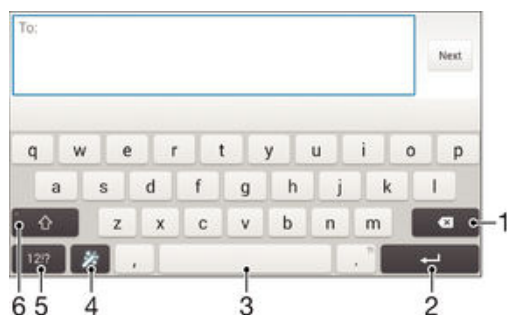 To:
Next
q w e r t y u i o p
a s d f g h j k l
z x c v b n m 1
12!? , .
6 5 4 3 2